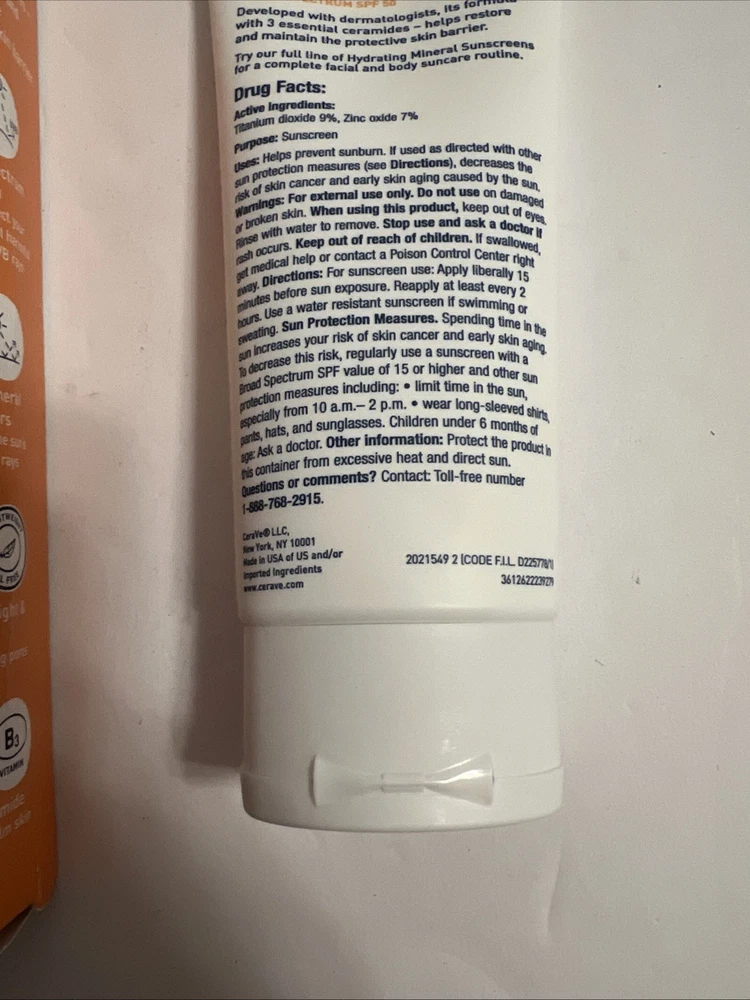 SPECTRUM SPF 50
Developed with dermatologists, its formula
with 3 essential ceramides – helps restore
and maintain the protective skin barrier.
Try our full line of Hydrating Mineral Sunscreens
for a complete facial and body suncare routine.
Drug Facts:
Active Ingredients:
Titanium dioxide 9%, Zinc oxide 7%
Purpose: Sunscreen
Uses: Helps prevent sunburn. If used as directed with other
sun protection measures (see Directions), decreases the
risk of skin cancer and early skin aging caused by the sun.
Warnings: For external use only. Do not use on damaged
or broken skin. When using this product, keep out of eyes.
Rinse with water to remove. Stop use and ask a doctor if
rash occurs. Keep out of reach of children. If swallowed,
get medical help or contact a Poison Control Center right
away. Directions: For sunscreen use: Apply liberally 15
minutes before sun exposure. Reapply at least every 2
hours. Use a water resistant sunscreen if swimming or
sweating. Sun Protection Measures. Spending time in the
sun increases your risk of skin cancer and early skin aging.
To decrease this risk, regularly use a sunscreen with a
Broad Spectrum SPF value of 15 or higher and other sun
protection measures including: • limit time in the sun,
especially from 10 a.m.– 2 p.m. • wear long-sleeved shirts,
pants, hats, and sunglasses. Children under 6 months of
age: Ask a doctor. Other information: Protect the product in
this container from excessive heat and direct sun.
Questions or comments? Contact: Toll-free number
1-888-768-2915.
CeraVe® LLC,
New York, NY 10001
Made in USA of US and/or
Imported Ingredients
www.cerave.com
2021549 2 [CODE F.I.L. D225778/1]
3612622239279
rays
B3
VITAMIN